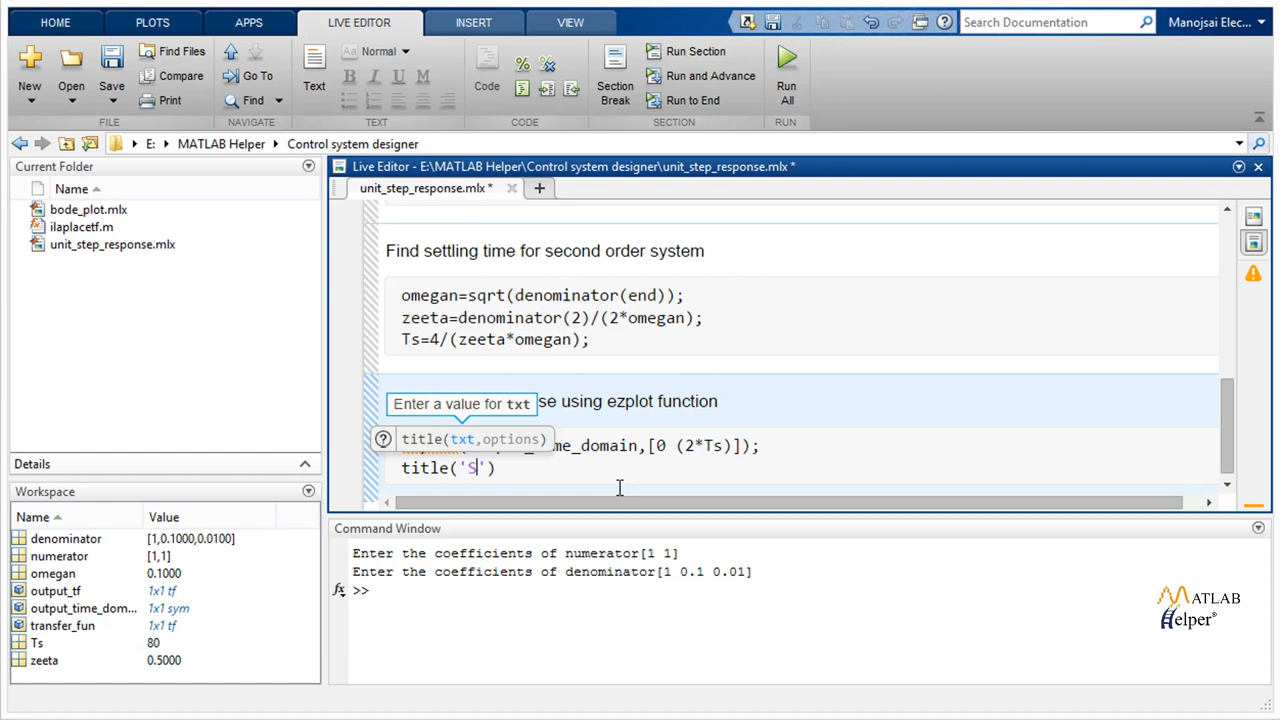 HOME PLOTS APPS LIVE EDITOR INSERT VIEW Search Documentation Manojsai Elec...
New Open Save Find Files Compare Print Go To Find Text Normal B I U M Code Section Break Run Section Run and Advance Run to End Run All
FILE NAVIGATE TEXT CODE SECTION RUN
E: MATLAB Helper Control system designer
Current Folder
Name
bode_plot.mlx
ilaplacetf.m
unit_step_response.mlx
Details
Workspace
Name Value
denominator [1,0.1000,0.0100]
numerator [1,1]
omegan 0.1000
output_tf 1x1 tf
output_time_dom... 1x1 sym
transfer_fun 1x1 tf
Ts 80
zeeta 0.5000
Live Editor - E:\MATLAB Helper\Control system designer\unit_step_response.mlx *
unit_step_response.mlx *
Find settling time for second order system
omegan=sqrt(denominator(end));
zeeta=denominator(2)/(2*omegan);
Ts=4/(zeeta*omegan);
Enter a value for txt
se using ezplot function
title(txt,options)
me_domain,[0 (2*Ts)]);
title('S')
Command Window
Enter the coefficients of numerator[1 1]
Enter the coefficients of denominator[1 0.1 0.01]
fx >>
MATLAB
Helper®